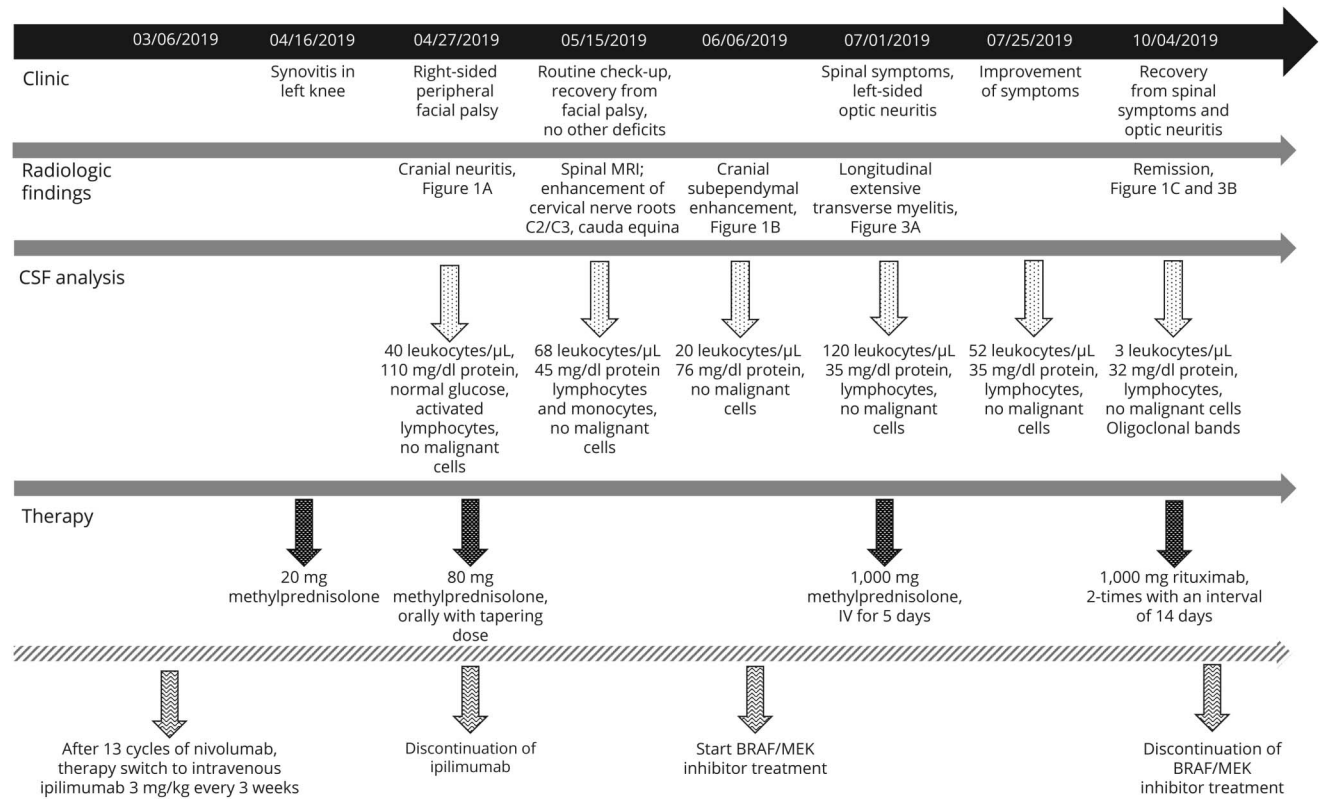 03/06/2019 04/16/2019 04/27/2019 05/15/2019 06/06/2019 07/01/2019 07/25/2019 10/04/2019
Clinic
Synovitis in
left knee
Right-sided
peripheral
facial palsy
Routine check-up,
recovery from
facial palsy,
no other deficits
Spinal symptoms,
left-sided
optic neuritis
Improvement
of symptoms
Recovery
from spinal
symptoms and
optic neuritis
Radiologic
findings
Cranial neuritis,
Figure 1A
Spinal MRI;
enhancement of
cervical nerve roots
C2/C3, cauda equina
Cranial
subependymal
enhancement,
Figure 1B
Longitudinal
extensive
transverse myelitis,
Figure 3A
Remission,
Figure 1C and 3B
CSF analysis
40 leukocytes/µL,
110 mg/dl protein,
normal glucose,
activated
lymphocytes,
no malignant
cells
68 leukocytes/µL
45 mg/dl protein
lymphocytes
and monocytes,
no malignant
cells
20 leukocytes/µL
76 mg/dl protein,
no malignant
cells
120 leukocytes/µL
35 mg/dl protein,
lymphocytes,
no malignant
cells
52 leukocytes/µL
35 mg/dl protein,
lymphocytes,
no malignant
cells
3 leukocytes/µL
32 mg/dl protein,
lymphocytes,
no malignant cells
Oligoclonal bands
Therapy
20 mg
methylprednisolone
80 mg
methylprednisolone,
orally with tapering
dose
1,000 mg
methylprednisolone,
IV for 5 days
1,000 mg rituximab,
2-times with an interval
of 14 days
After 13 cycles of nivolumab,
therapy switch to intravenous
ipilimumab 3 mg/kg every 3 weeks
Discontinuation of
ipilimumab
Start BRAF/MEK
inhibitor treatment
Discontinuation of
BRAF/MEK
inhibitor treatment